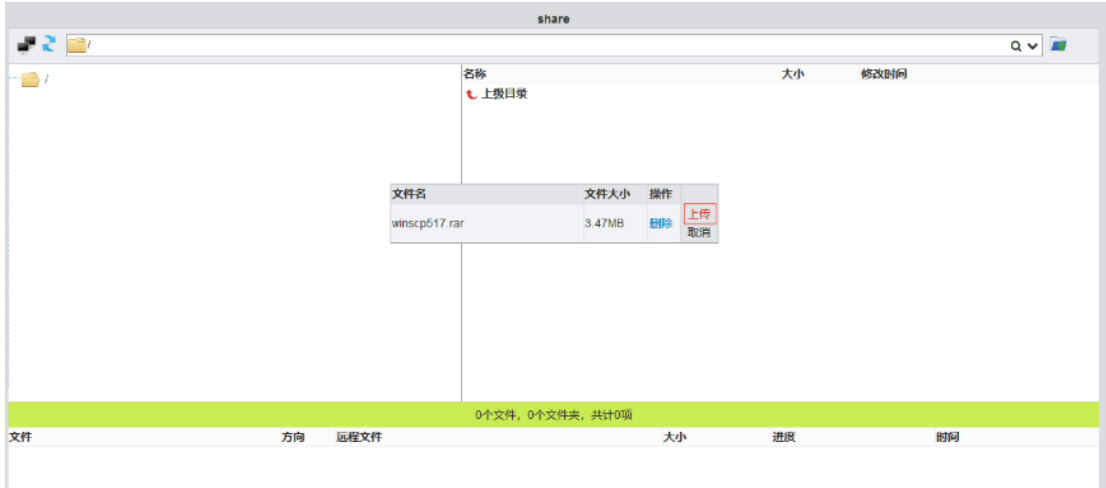 share
/
/
名称 大小 修改时间
上级目录
文件名 文件大小 操作
winscp517.rar 3.47MB 删除 上传
取消
0个文件，0个文件夹，共计0项
文件 方向 远程文件 大小 进度 时间